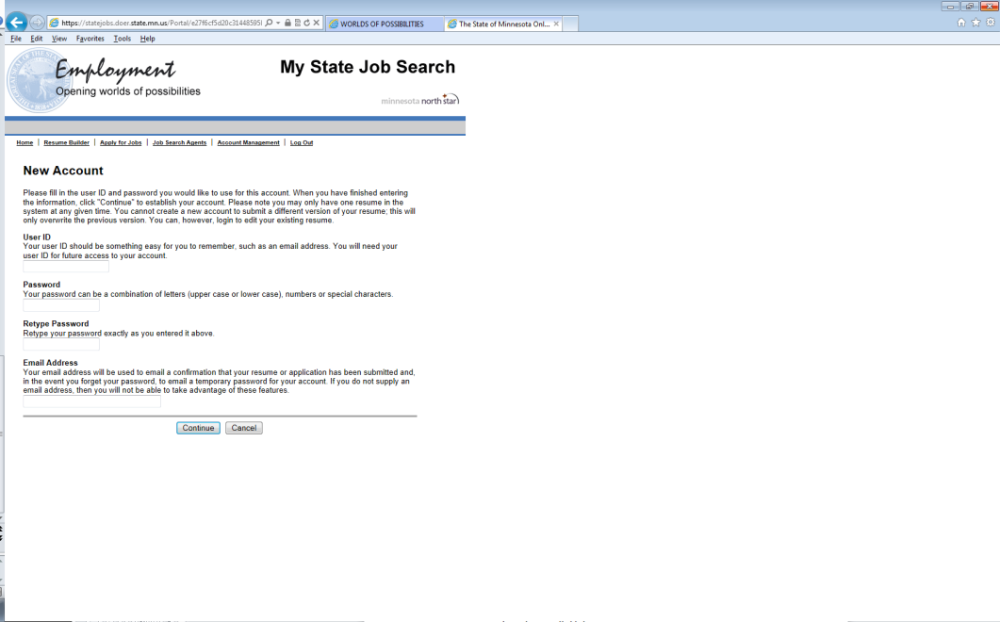 https://statejobs.doer.state.mn.us/Portal/e27f6cf5d20c31448595l
WORLDS OF POSSIBILITIES
The State of Minnesota Onl...
File Edit View Favorites Tools Help
Employment
My State Job Search
Opening worlds of possibilities
minnesota north star
Home | Resume Builder | Apply for Jobs | Job Search Agents | Account Management | Log Out
New Account
Please fill in the user ID and password you would like to use for this account. When you have finished entering
the information, click "Continue" to establish your account. Please note you may only have one resume in the
system at any given time. You cannot create a new account to submit a different version of your resume; this will
only overwrite the previous version. You can, however, login to edit your existing resume.
User ID
Your user ID should be something easy for you to remember, such as an email address. You will need your
user ID for future access to your account.
Password
Your password can be a combination of letters (upper case or lower case), numbers or special characters.
Retype Password
Retype your password exactly as you entered it above.
Email Address
Your email address will be used to email a confirmation that your resume or application has been submitted and,
in the event you forget your password, to email a temporary password for your account. If you do not supply an
email address, then you will not be able to take advantage of these features.
Continue Cancel